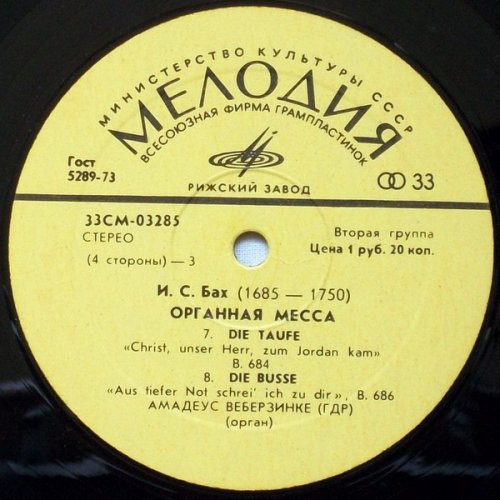 МИНИСТЕРСТВО КУЛЬТУРЫ СССР
МЕЛОДИЯ
ВСЕСОЮЗНАЯ ФИРМА ГРАМПЛАСТИНОК
Гост
5289-73
РИЖСКИЙ ЗАВОД
33
33СМ-03285
СТЕРЕО
(4 стороны) — 3
Вторая группа
Цена 1 руб. 20 коп.
И. С. Бах (1685 — 1750)
ОРГАННАЯ МЕССА
7. DIE TAUFE
«Christ, unser Herr, zum Jordan kam»
B. 684
8. DIE BUSSE
«Aus tiefer Not schrei' ich zu dir», B. 686
АМАДЕУС ВЕБЕРЗИНКЕ (ГДР)
(орган)